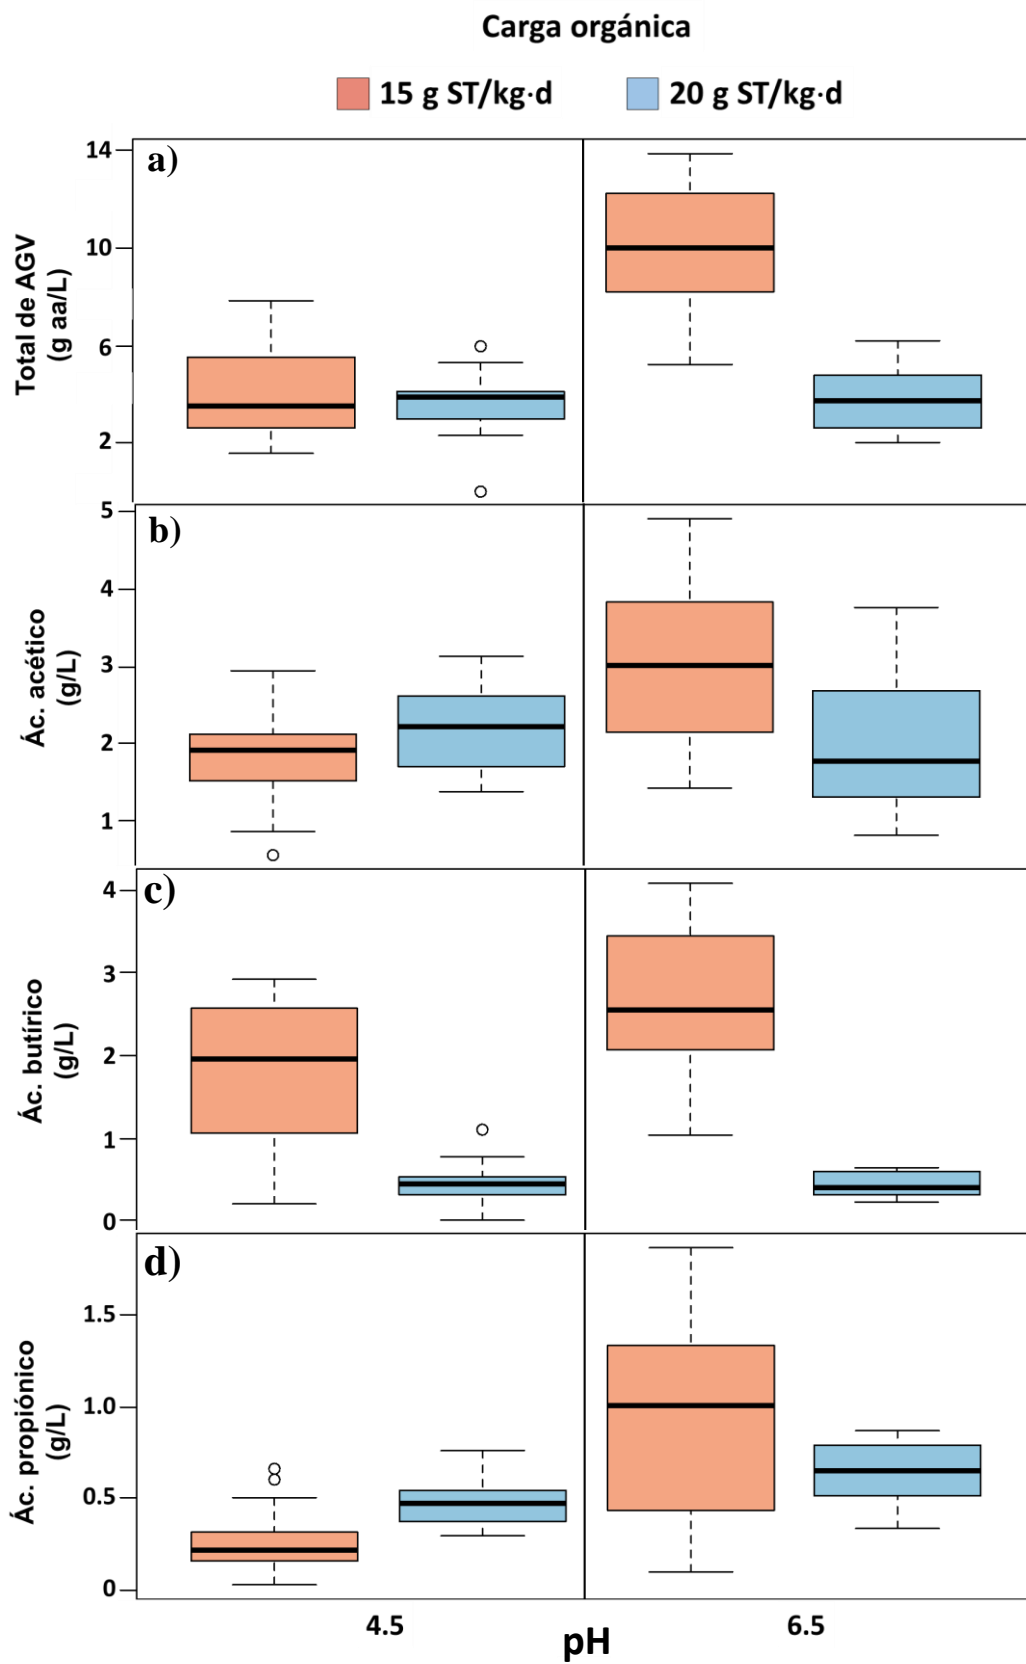 Carga orgánica
15 g ST/kg·d 20 g ST/kg·d
a)
Total de AGV
(g aa/L)
14
10
6
2
b)
Ác. acético
(g/L)
5
4
3
2
1
c)
Ác. butírico
(g/L)
4
3
2
1
0
d)
Ác. propiónico
(g/L)
1.5
1.0
0.5
0
4.5 6.5
pH